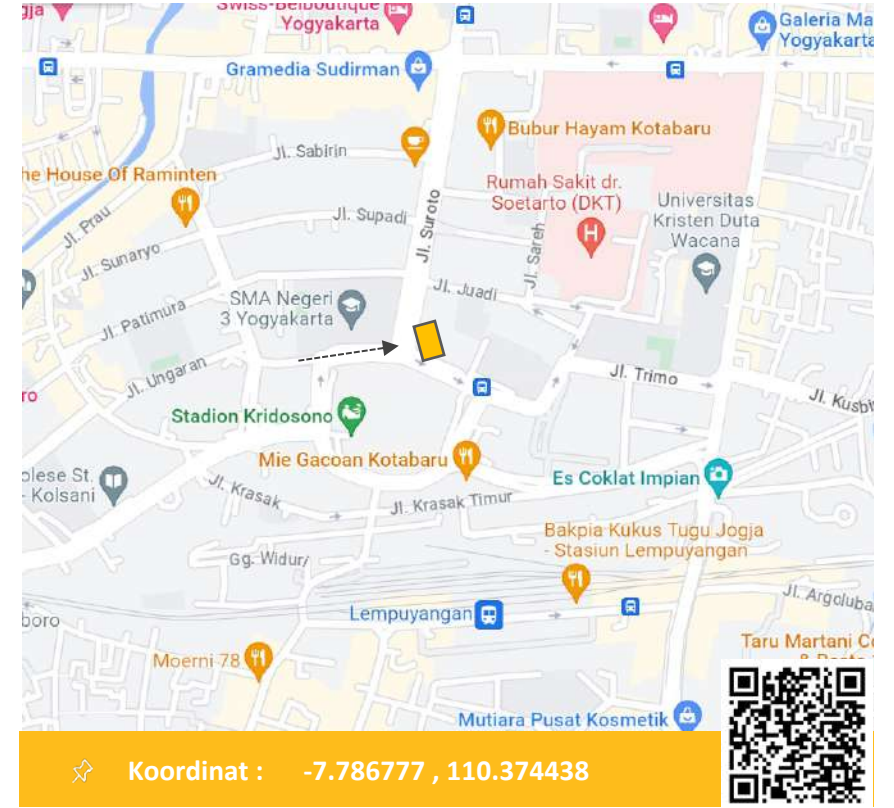 Yogyakarta
Galeria Ma
Yogyakarta
Gramedia Sudirman
Bubur Hayam Kotabaru
Jl. Sabirin
he House Of Raminten
Rumah Sakit dr.
Soetarto (DKT)
Universitas
Kristen Duta
Wacana
Jl. Prau
Jl. Supadi
Jl. Suroto
Jl. Sareh
Jl. Sunaryo
Jl. Juadi
SMA Negeri
3 Yogyakarta
Jl. Patimura
Jl. Ungaran
Jl. Trimo
ro
Jl. Kusbi
Stadion Kridosono
Mie Gacoan Kotabaru
olese St.
- Kolsani
Es Coklat Impian
Jl. Krasak
Jl. Krasak Timur
Bakpia Kukus Tugu Jogja
- Stasiun Lempuyangan
Gg. Widuri
Jl. Argoluba
boro
Lempuyangan
Taru Martani C
Moerni 78
Mutiara Pusat Kosmetik
Koordinat : -7.786777 , 110.374438